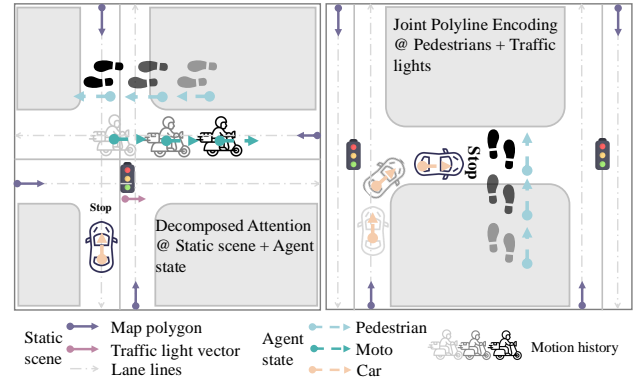 Joint Polyline Encoding
@ Pedestrians + Traffic
lights
Stop
Stop
Decomposed Attention
@ Static scene + Agent
state
Static
scene
Map polygon
Traffic light vector
Lane lines
Agent
state
Pedestrian
Moto
Car
Motion history